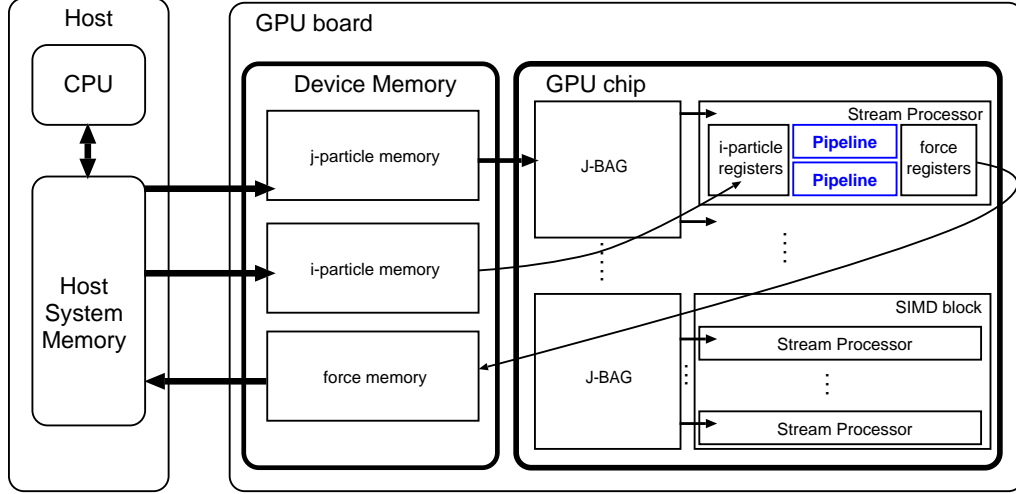 Host
CPU
Host
System
Memory
GPU board
Device Memory
j-particle memory
i-particle memory
force memory
GPU chip
J-BAG
Stream Processor
i-particle
registers
Pipeline
Pipeline
force
registers
J-BAG
SIMD block
Stream Processor
Stream Processor